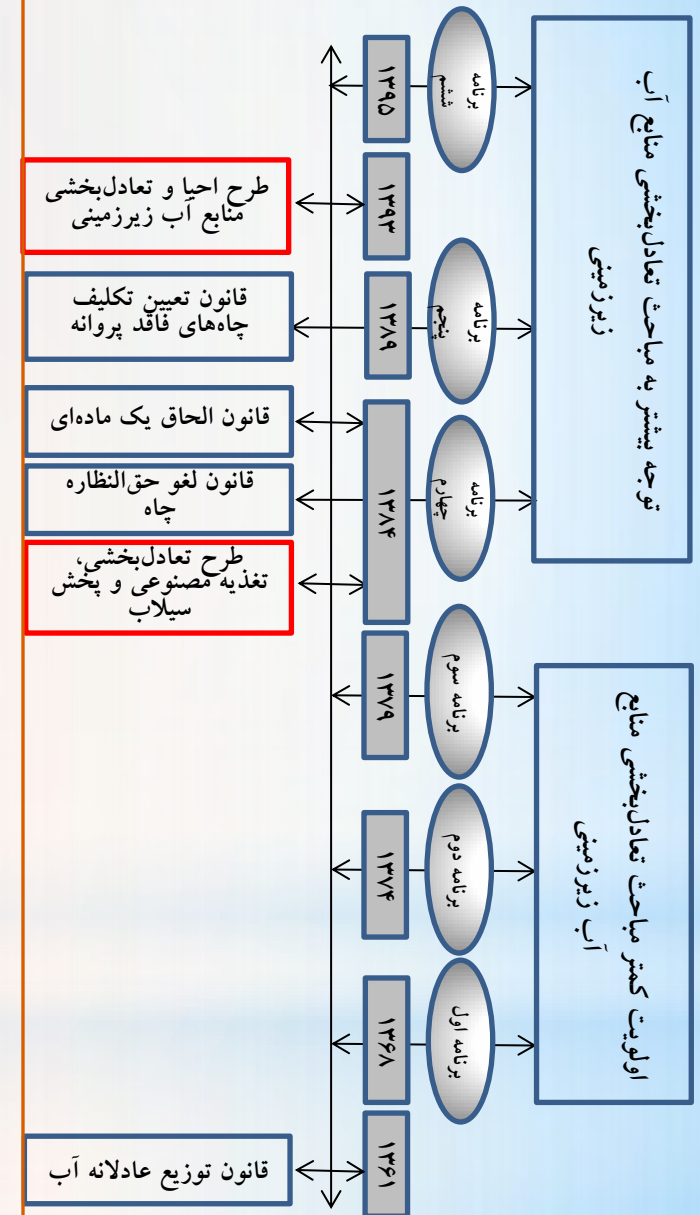 توجه بیشتر به مباحث تعادل‌بخشی منابع آب
زیرزمینی
اولویت کمتر مباحث تعادل‌بخشی منابع
آب زیرزمینی
برنامه
ششم
برنامه
پنجم
برنامه
چهارم
برنامه سوم
برنامه دوم
برنامه اول
۱۳۹۵
۱۳۹۳
۱۳۸۹
۱۳۸۴
۱۳۷۹
۱۳۷۴
۱۳۶۸
۱۳۶۱
طرح احیا و تعادل‌بخشی
منابع آب زیرزمینی
قانون تعیین تکلیف
چاه‌های فاقد پروانه
قانون الحاق یک ماده‌ای
قانون لغو حق‌النظاره
چاه
طرح تعادل‌بخشی،
تغذیه مصنوعی و پخش
سیلاب
قانون توزیع عادلانه آب